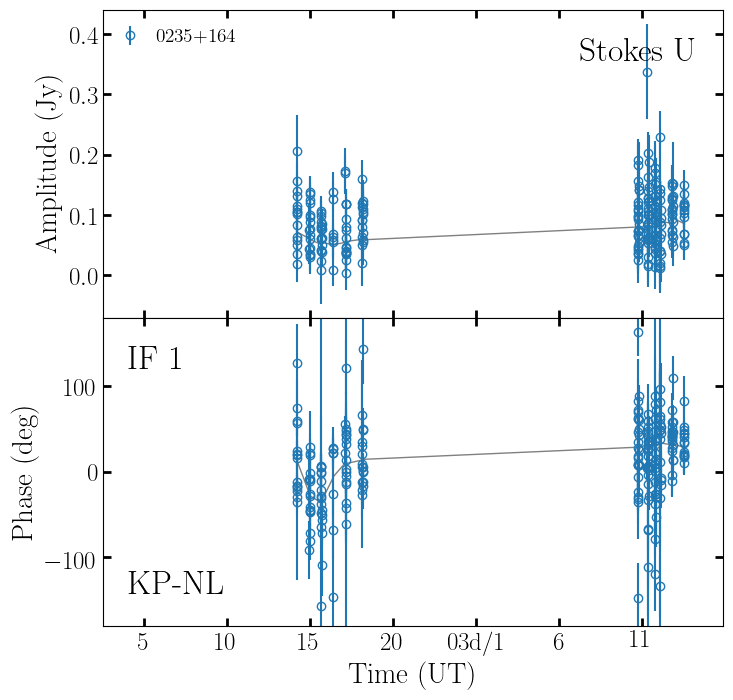 0235+164
Stokes U
Amplitude (Jy)
0.4
0.3
0.2
0.1
0.0
IF 1
Phase (deg)
100
0
−100
KP-NL
5 10 15 20 03d/1 6 11
Time (UT)